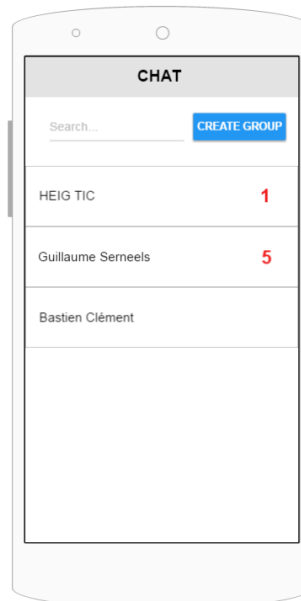 CHAT
Search... CREATE GROUP
HEIG TIC 1
Guillaume Serneels 5
Bastien Clément